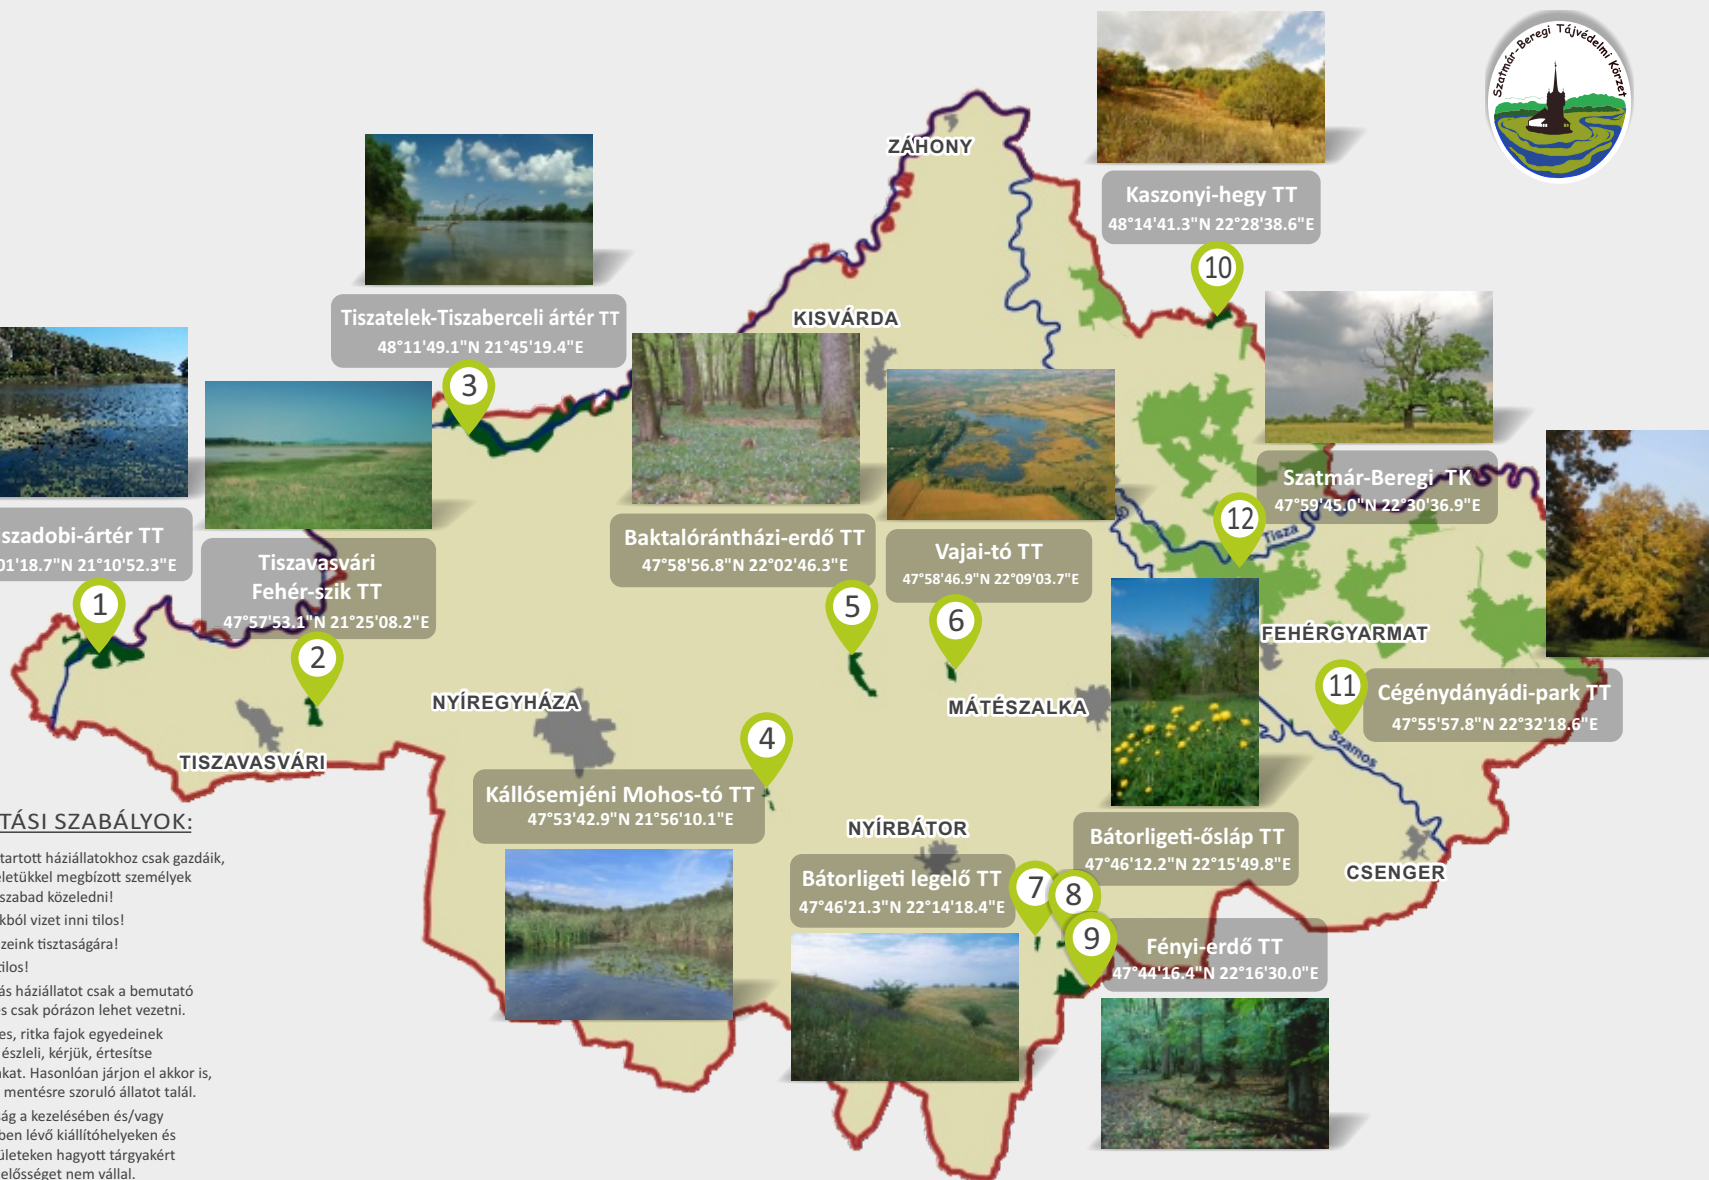 Szatmár-Beregi Tájvédelmi Körzet
ZÁHONY
Kaszonyi-hegy TT
48°14'41.3"N 22°28'38.6"E
10
Tiszatelek-Tiszaberceli ártér TT
48°11'49.1"N 21°45'19.4"E
3
KISVÁRDA
Szatmár-Beregi TK
47°59'45.0"N 22°30'36.9"E
12
Tisza
szadobi-ártér TT
01'18.7"N 21°10'52.3"E
1
Tiszavasvári
Fehér-szik TT
47°57'53.1"N 21°25'08.2"E
2
Baktalórántházi-erdő TT
47°58'56.8"N 22°02'46.3"E
5
Vajai-tó TT
47°58'46.9"N 22°09'03.7"E
6
FEHÉRGYARMAT
11
Cégénydányádi-park TT
47°55'57.8"N 22°32'18.6"E
Szamos
NYÍREGYHÁZA
MÁTÉSZALKA
TISZAVASVÁRI
4
Kállósemjéni Mohos-tó TT
47°53'42.9"N 21°56'10.1"E
NYÍRBÁTOR
Bátorligeti-ősláp TT
47°46'12.2"N 22°15'49.8"E
CSENGER
Bátorligeti legelő TT
47°46'21.3"N 22°14'18.4"E
7
8
9
Fényi-erdő TT
47°44'16.4"N 22°16'30.0"E
TÁSI SZABÁLYOK:
tartott háziállatokhoz csak gazdáik,
eletükkel megbízott személyek
szabad közeledni!
kból vizet inni tilos!
zeink tisztaságára!
tilos!
ás háziállatot csak a bemutató
és csak pórázon lehet vezetni.
es, ritka fajok egyedeinek
észleli, kérjük, értesítse
nkat. Hasonlóan járjon el akkor is,
mentésre szoruló állatot talál.
ság a kezelésében és/vagy
ben lévő kiállítóhelyeken és
ületeken hagyott tárgyakért
elősséget nem vállal.